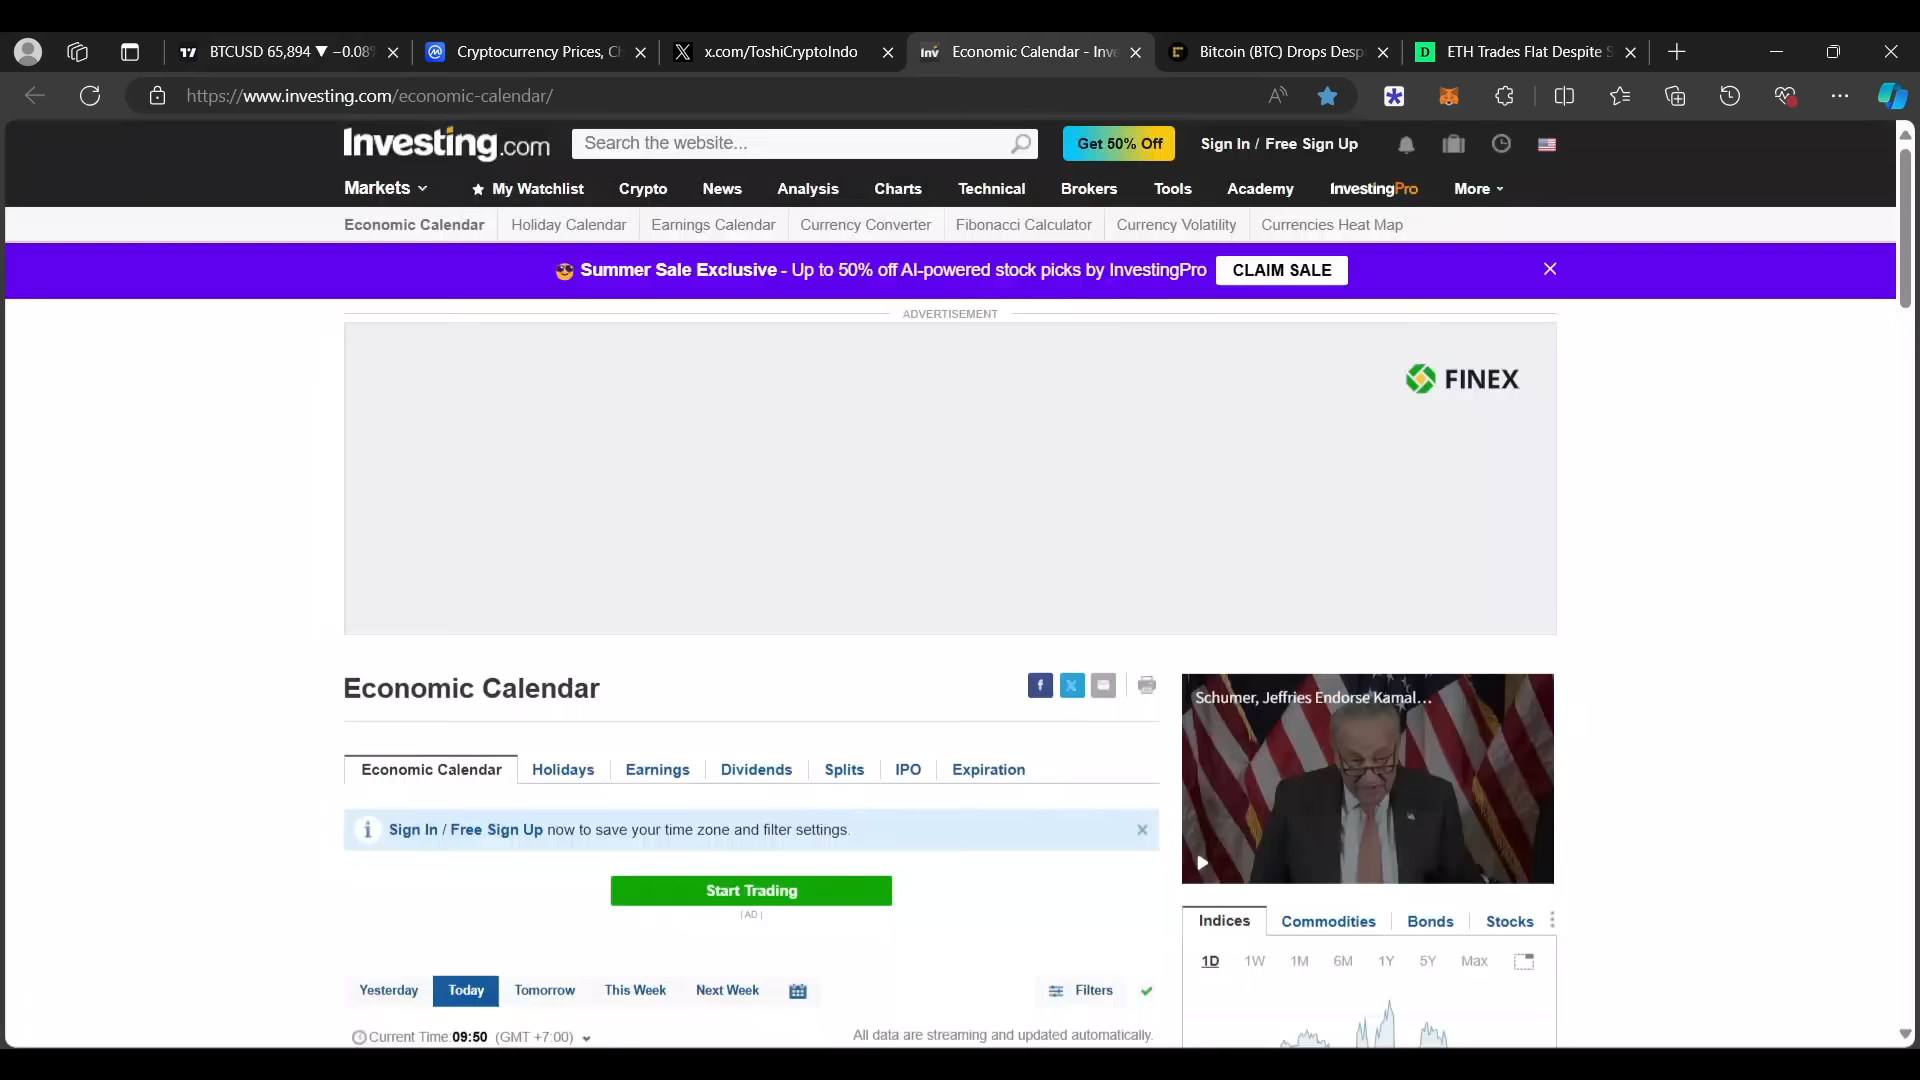 BTCUSD 65,894 ▼ −0.08%
Cryptocurrency Prices, Ch
x.com/ToshiCryptoIndo
Inv
Economic Calendar - Inve
Bitcoin (BTC) Drops Desp
D
ETH Trades Flat Despite S
https://www.investing.com/economic-calendar/
Investing.com
Search the website...
Get 50% Off
Sign In / Free Sign Up
Markets
My Watchlist
Crypto
News
Analysis
Charts
Technical
Brokers
Tools
Academy
InvestingPro
More
Economic Calendar
Holiday Calendar
Earnings Calendar
Currency Converter
Fibonacci Calculator
Currency Volatility
Currencies Heat Map
Summer Sale Exclusive - Up to 50% off AI-powered stock picks by InvestingPro
CLAIM SALE
ADVERTISEMENT
FINEX
Economic Calendar
Schumer, Jeffries Endorse Kamal…
Economic Calendar
Holidays
Earnings
Dividends
Splits
IPO
Expiration
Sign In / Free Sign Up now to save your time zone and filter settings.
Start Trading
| AD |
Indices
Commodities
Bonds
Stocks
1D
1W
1M
6M
1Y
5Y
Max
Yesterday
Today
Tomorrow
This Week
Next Week
Filters
Current Time:09:50 (GMT +7:00)
All data are streaming and updated automatically.